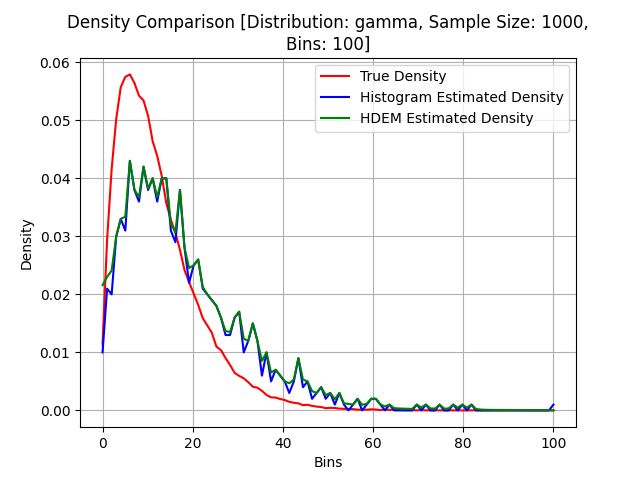 Density Comparison [Distribution: gamma, Sample Size: 1000,
Bins: 100]
True Density
Histogram Estimated Density
HDEM Estimated Density
Density
0.06
0.05
0.04
0.03
0.02
0.01
0.00
0 20 40 60 80 100
Bins